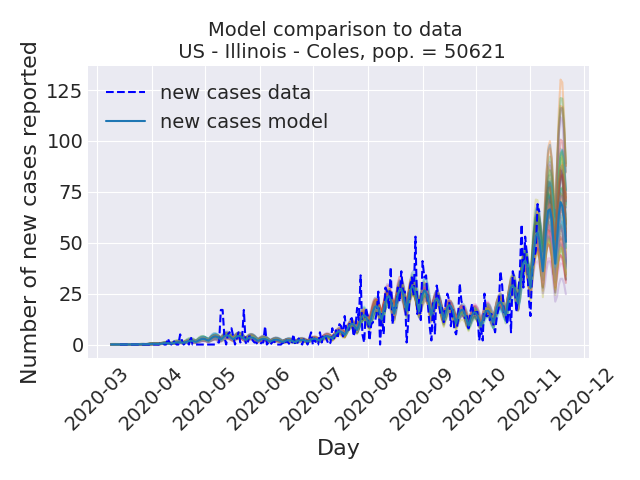 Model comparison to data
US - Illinois - Coles, pop. = 50621
new cases data
new cases model
Number of new cases reported
125
100
75
50
25
0
2020-03
2020-04
2020-05
2020-06
2020-07
2020-08
2020-09
2020-10
2020-11
2020-12
Day